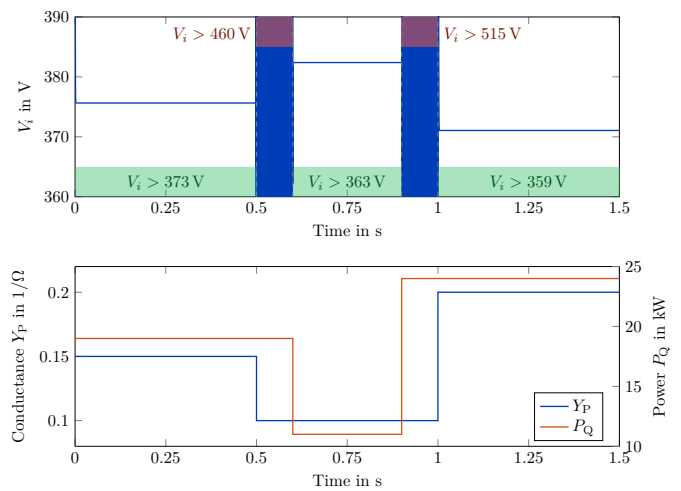 390
380
370
360
V_i in V
V_i > 460 V
V_i > 515 V
V_i > 373 V
V_i > 363 V
V_i > 359 V
0 0.25 0.5 0.75 1 1.25 1.5
Time in s
0.2
0.15
0.1
Conductance Y_P in 1/Ω
25
20
15
10
Power P_Q in kW
Y_P
P_Q
0 0.25 0.5 0.75 1 1.25 1.5
Time in s